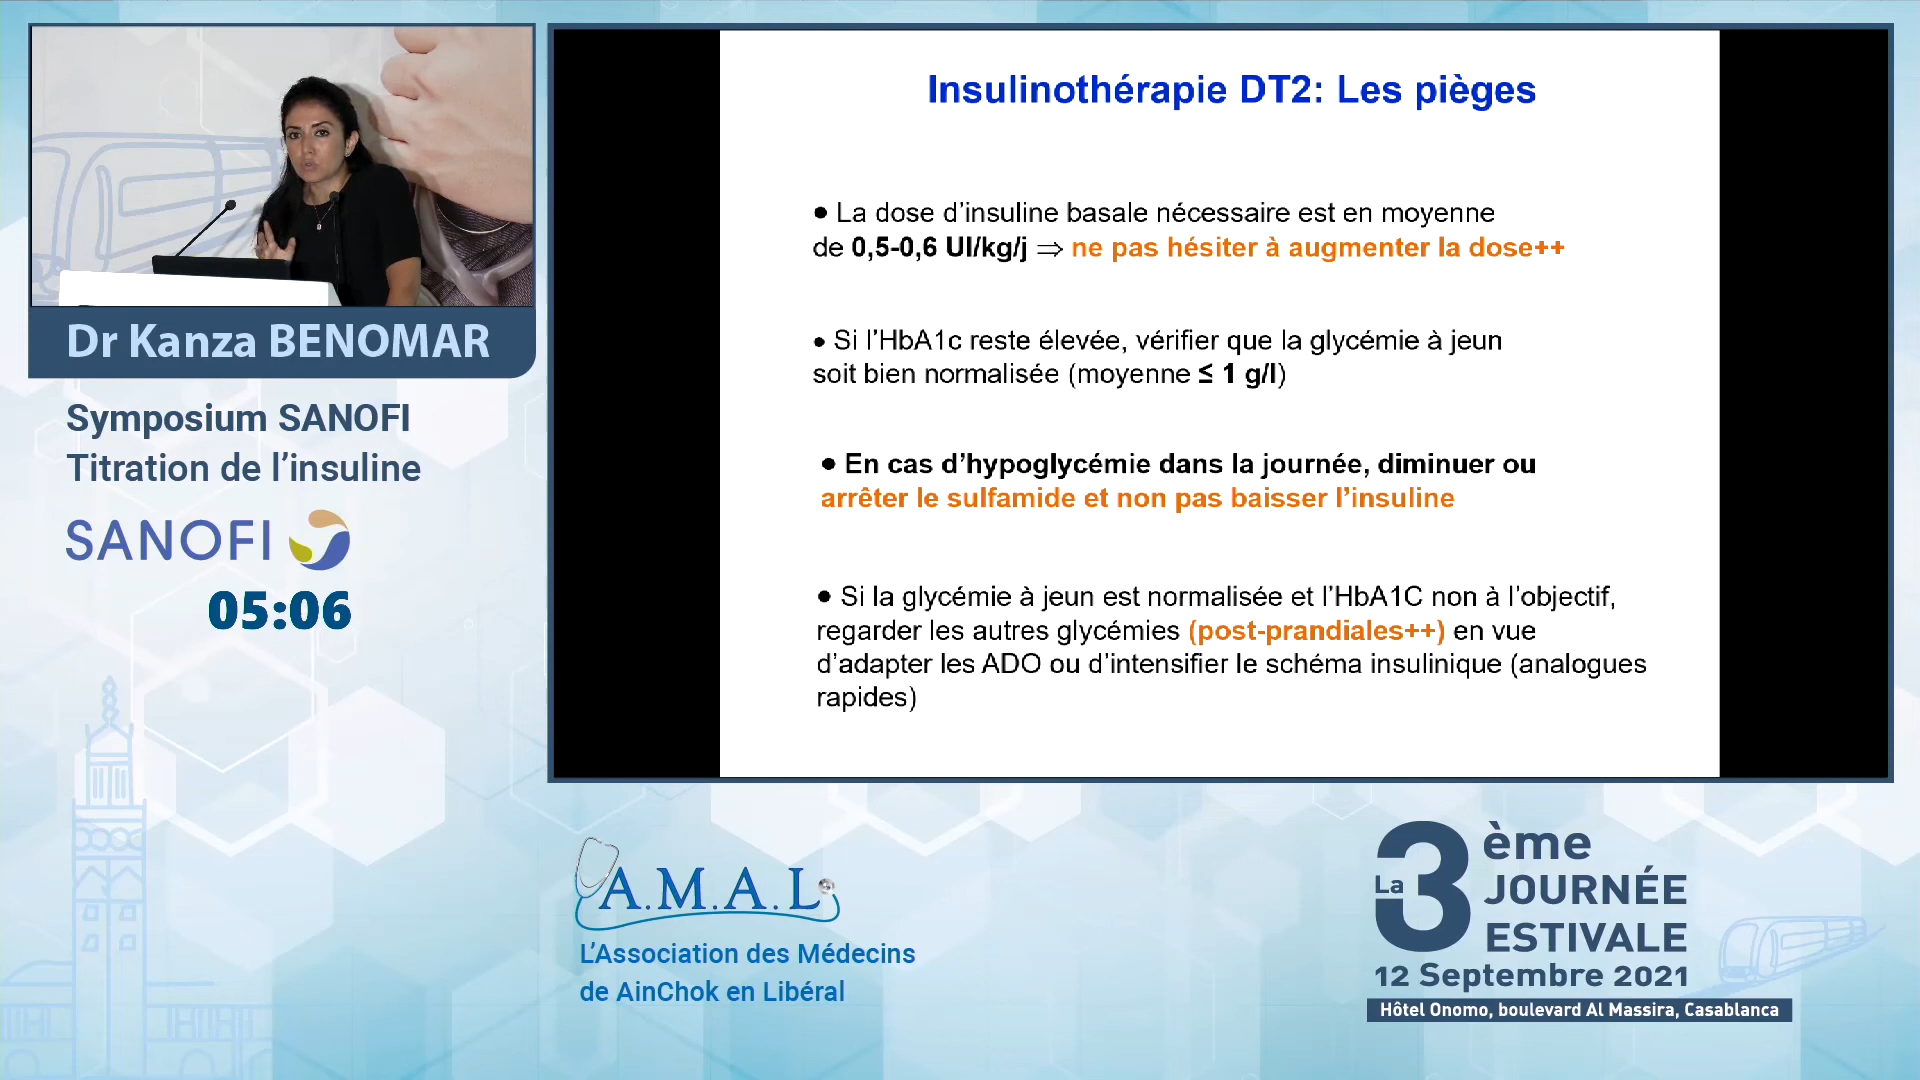 Dr Kanza BENOMAR
Symposium SANOFI
Titration de l'insuline
SANOFI
05:06
Insulinothérapie DT2: Les pièges
● La dose d'insuline basale nécessaire est en moyenne
de 0,5-0,6 UI/kg/j ⇒ ne pas hésiter à augmenter la dose++
● Si l'HbA1c reste élevée, vérifier que la glycémie à jeun
soit bien normalisée (moyenne ≤ 1 g/l)
● En cas d'hypoglycémie dans la journée, diminuer ou
arrêter le sulfamide et non pas baisser l'insuline
● Si la glycémie à jeun est normalisée et l'HbA1C non à l'objectif,
regarder les autres glycémies (post-prandiales++) en vue
d'adapter les ADO ou d'intensifier le schéma insulinique (analogues
rapides)
A.M.A.L
L'Association des Médecins
de AinChok en Libéral
La 3ème
JOURNÉE
ESTIVALE
12 Septembre 2021
Hôtel Onomo, boulevard Al Massira, Casablanca